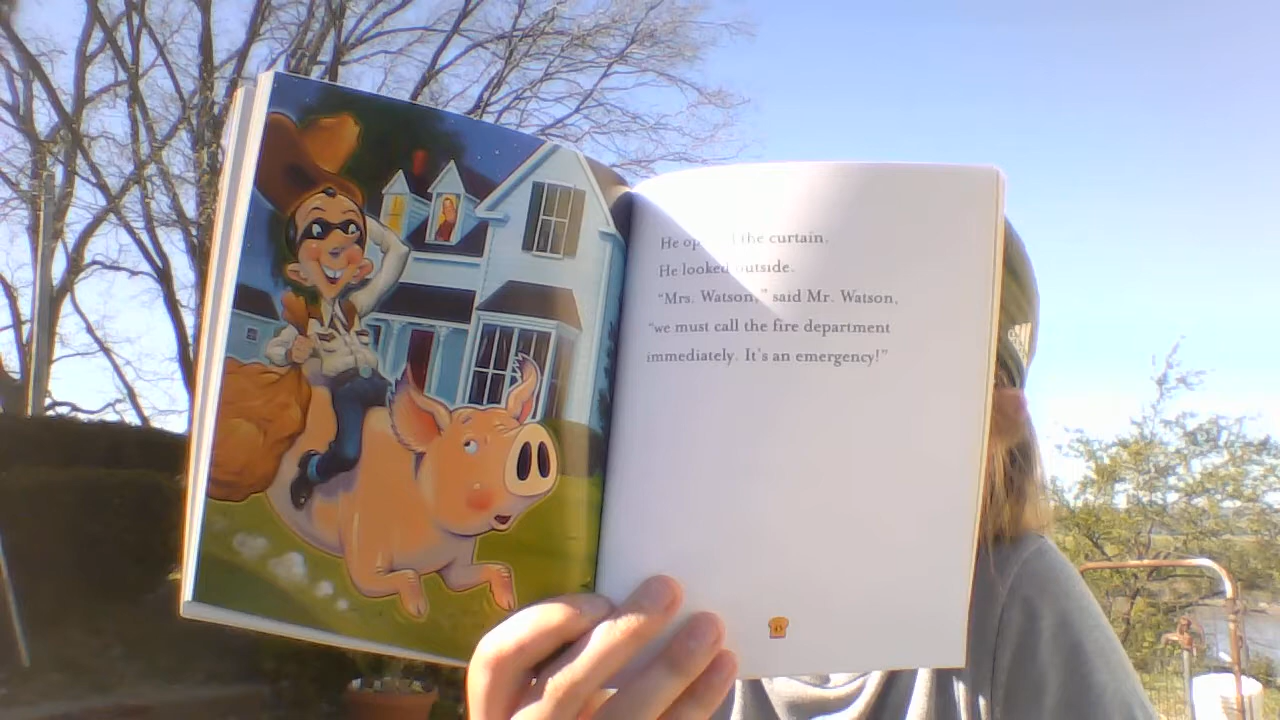 He op the curtain.
He looked outside.
"Mrs. Watson," said Mr. Watson,
"we must call the fire department
immediately. It's an emergency!"